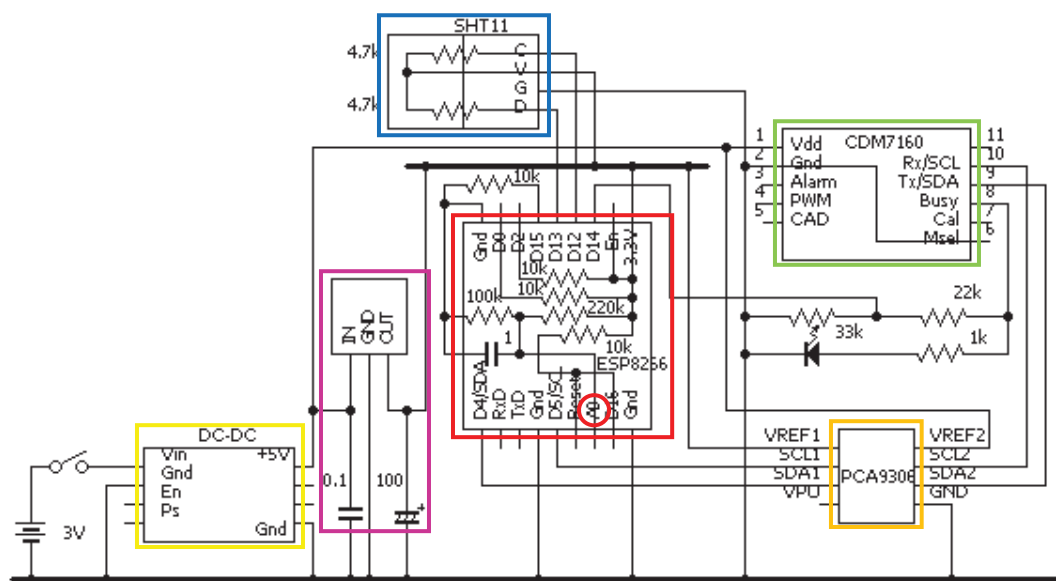 SHT11
4.7k
C
V
G
4.7k
D
1
Vdd
CDM7160
11
2
Gnd
Rx/SCL
10
3
Alarm
Tx/SDA
9
4
PWM
Busy
8
5
CAD
Cal
7
Msel
6
10k
Gnd
D0
D2
D15
D13
D12
D14
En
3.3V
10k
10k
100k
220k
1
10k
ESP8266
D4/SDA
RxD
TxD
Gnd
D5/SCL
Reset
A0
D16
Gnd
IN
GND
OUT
0.1
100
+
DC-DC
Vin
+5V
Gnd
En
Ps
Gnd
3V
22k
33k
1k
VREF1
VREF2
SCL1
SCL2
SDA1
PCA9306
SDA2
VPU
GND